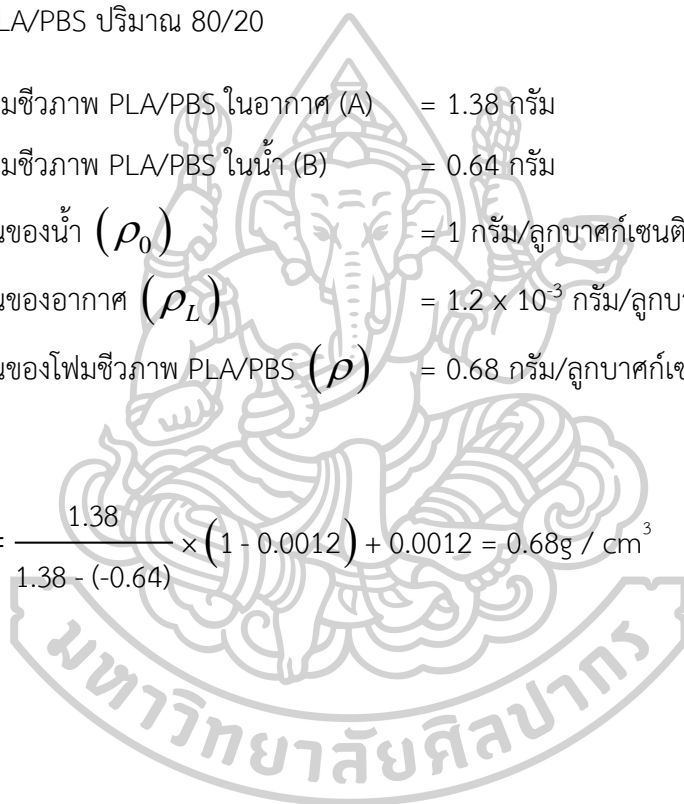 LA/PBS ปริมาณ 80/20
มชีวภาพ PLA/PBS ในอากาศ (A) = 1.38 กรัม
มชีวภาพ PLA/PBS ในน้ำ (B) = 0.64 กรัม
นของน้ำ (ρ₀) = 1 กรัม/ลูกบาศก์เซนติ
นของอากาศ (ρ_L) = 1.2 x 10⁻³ กรัม/ลูกบา
นของโฟมชีวภาพ PLA/PBS (ρ) = 0.68 กรัม/ลูกบาศก์เซ
= 1.38 / (1.38 - (-0.64)) × (1 - 0.0012) + 0.0012 = 0.68g / cm³
มหาวิทยาลัยศิลปากร